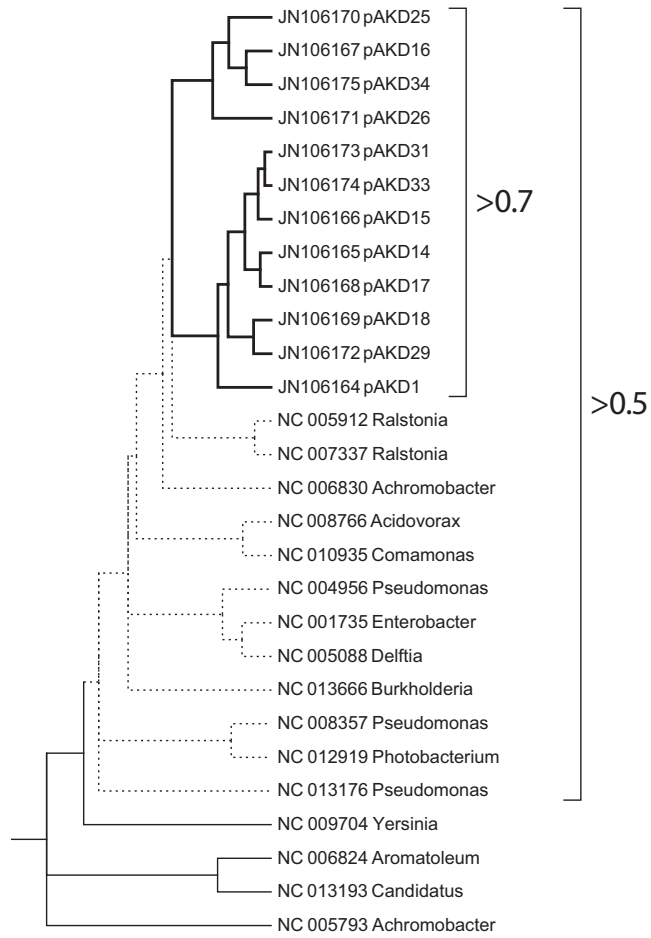 JN106170 pAKD25
JN106167 pAKD16
JN106175 pAKD34
JN106171 pAKD26
JN106173 pAKD31
JN106174 pAKD33
>0.7
JN106166 pAKD15
JN106165 pAKD14
JN106168 pAKD17
JN106169 pAKD18
JN106172 pAKD29
JN106164 pAKD1
>0.5
NC 005912 Ralstonia
NC 007337 Ralstonia
NC 006830 Achromobacter
NC 008766 Acidovorax
NC 010935 Comamonas
NC 004956 Pseudomonas
NC 001735 Enterobacter
NC 005088 Delftia
NC 013666 Burkholderia
NC 008357 Pseudomonas
NC 012919 Photobacterium
NC 013176 Pseudomonas
NC 009704 Yersinia
NC 006824 Aromatoleum
NC 013193 Candidatus
NC 005793 Achromobacter